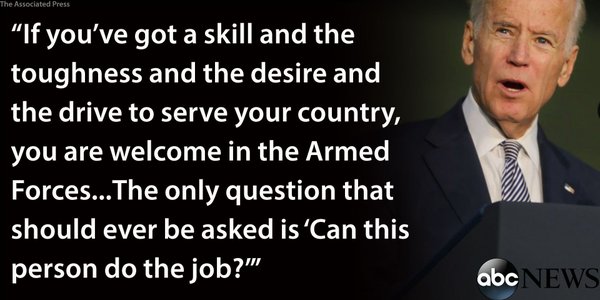 The Associated Press
“If you’ve got a skill and the
toughness and the desire and
the drive to serve your country,
you are welcome in the Armed
Forces...The only question that
should ever be asked is ‘Can this
person do the job?’”
abc NEWS